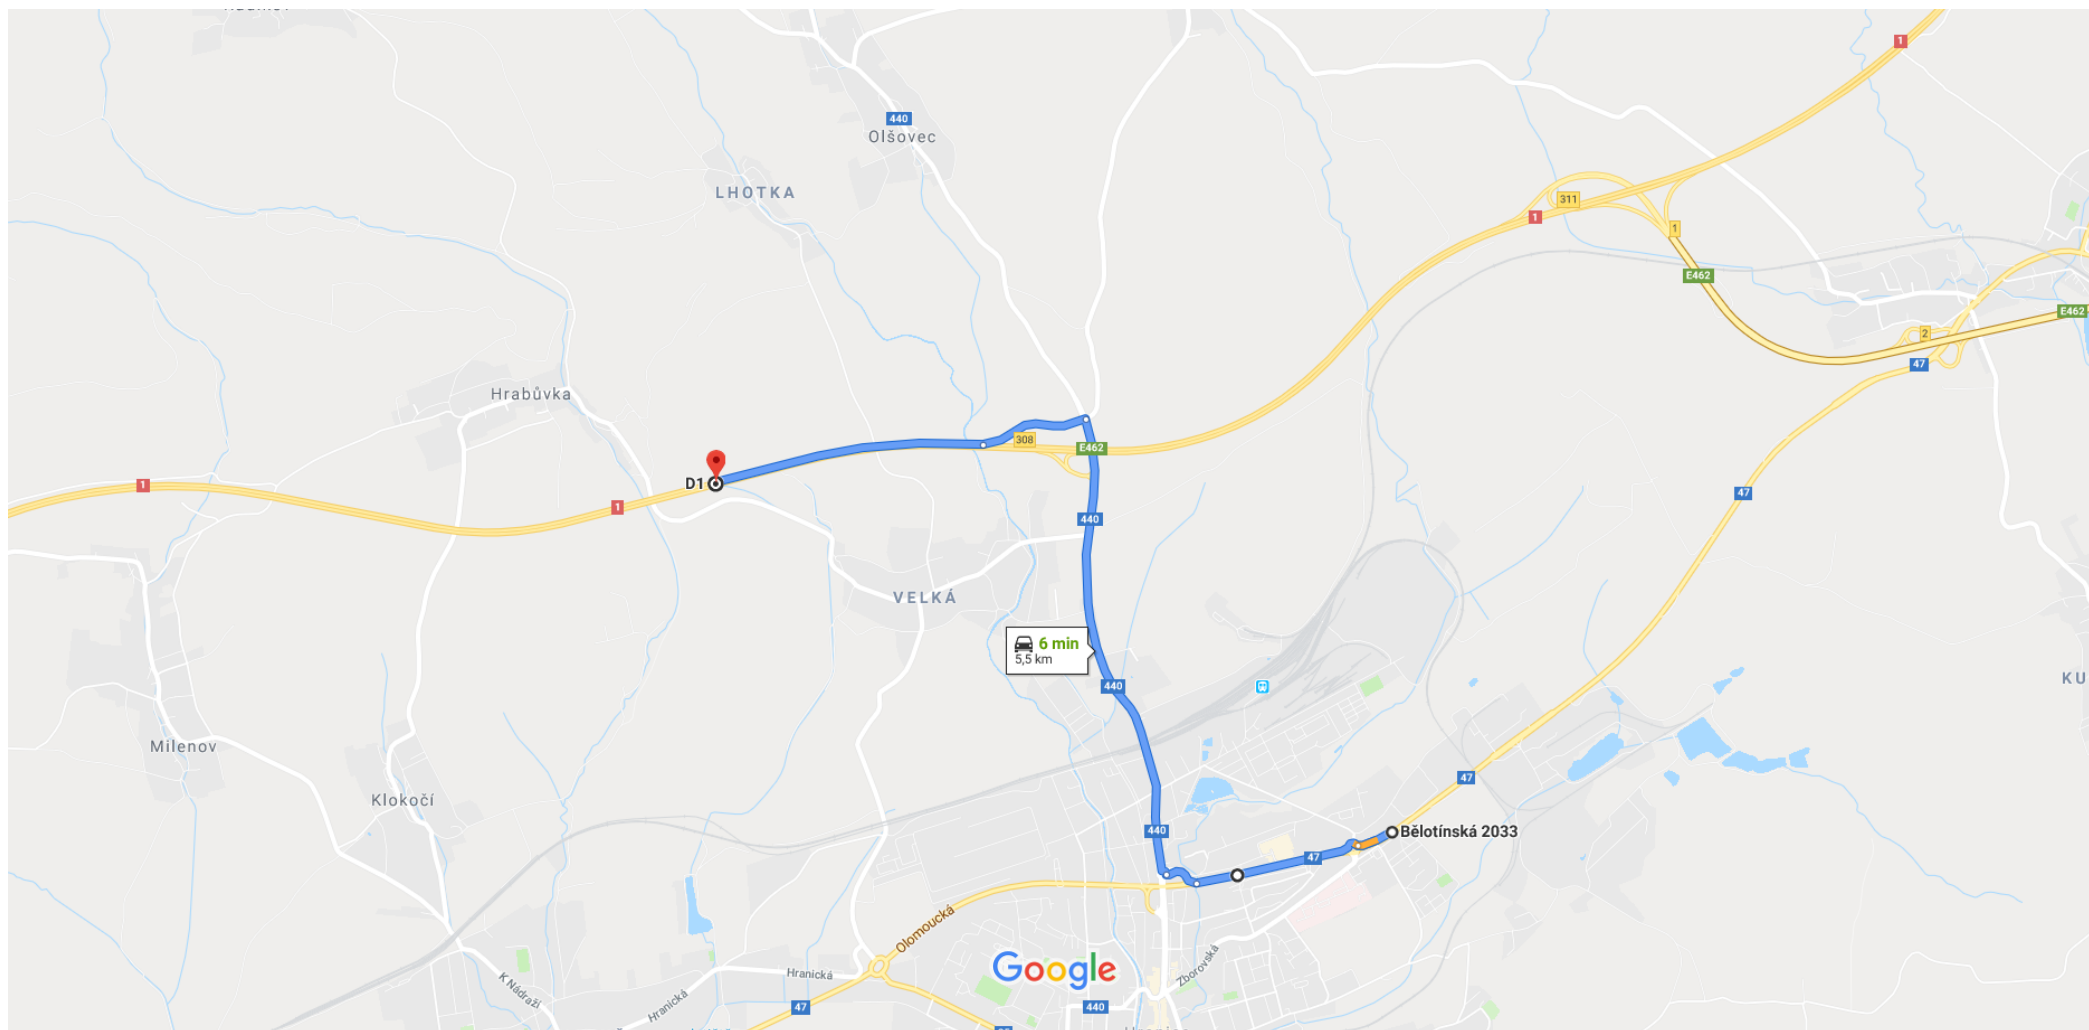 1
440
Olšovec
LHOTKA
311
1
1
E462
E462
2
47
Hrabůvka
308
E462
D1
1
1
47
440
VELKÁ
6 min
5,5 km
440
KU
Milenov
47
Klokočí
440
Bělotínská 2033
47
Olomoucká
Google
Zborovská
Hranická
K Nádraží
Hranická
47
440